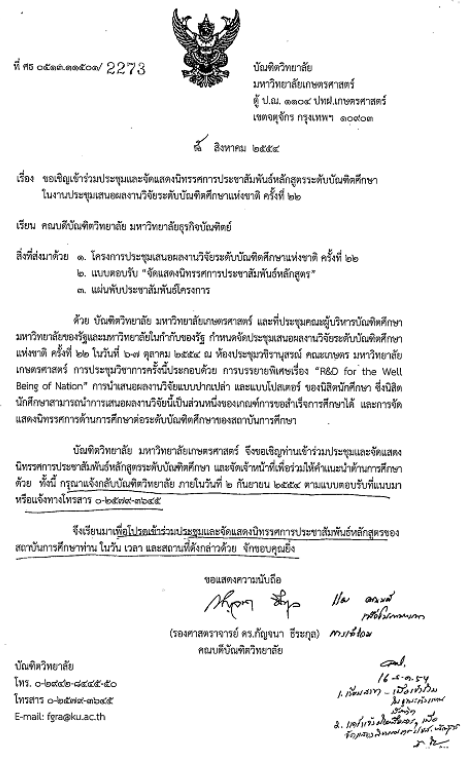 ที่ ศธ ๐๕๑๓.๑๑๕๐๑/ 2273
บัณฑิตวิทยาลัย
มหาวิทยาลัยเกษตรศาสตร์
ตู้ ป.ณ. ๑๑๐๔ ปทฝ.เกษตรศาสตร์
เขตจตุจักร กรุงเทพฯ ๑๐๙๐๓
สิงหาคม ๒๕๕๔
เรื่อง ขอเชิญเข้าร่วมประชุมและจัดแสดงนิทรรศการประชาสัมพันธ์หลักสูตรระดับบัณฑิตศึกษา
ในงานประชุมเสนอผลงานวิจัยระดับบัณฑิตศึกษาแห่งชาติ ครั้งที่ ๒๒
เรียน คณบดีบัณฑิตวิทยาลัย มหาวิทยาลัยธุรกิจบัณฑิตย์
สิ่งที่ส่งมาด้วย ๑. โครงการประชุมเสนอผลงานวิจัยระดับบัณฑิตศึกษาแห่งชาติ ครั้งที่ ๒๒
๒. แบบตอบรับ "จัดแสดงนิทรรศการประชาสัมพันธ์หลักสูตร"
๓. แผ่นพับประชาสัมพันธ์โครงการ
ด้วย บัณฑิตวิทยาลัย มหาวิทยาลัยเกษตรศาสตร์ และที่ประชุมคณะผู้บริหารบัณฑิตศึกษา
มหาวิทยาลัยของรัฐและมหาวิทยาลัยในกำกับของรัฐ กำหนดจัดประชุมเสนอผลงานวิจัยระดับบัณฑิตศึกษา
แห่งชาติ ครั้งที่ ๒๒ ในวันที่ ๖-๗ ตุลาคม ๒๕๕๔ ณ ห้องประชุมวชิรานุสรณ์ คณะเกษตร มหาวิทยาลัย
เกษตรศาสตร์ การประชุมวิชาการครั้งนี้ประกอบด้วย การบรรยายพิเศษเรื่อง "R&D for the Well
Being of Nation" การนำเสนอผลงานวิจัยแบบปากเปล่า และแบบโปสเตอร์ ของนิสิตนักศึกษา ซึ่งนิสิต
นักศึกษาสามารถนำการเสนอผลงานวิจัยนี้เป็นส่วนหนึ่งของเกณฑ์การขอสำเร็จการศึกษาได้ และการจัด
แสดงนิทรรศการด้านการศึกษาต่อระดับบัณฑิตศึกษาของสถาบันการศึกษา
บัณฑิตวิทยาลัย มหาวิทยาลัยเกษตรศาสตร์ จึงขอเชิญท่านเข้าร่วมประชุมและจัดแสดง
นิทรรศการประชาสัมพันธ์หลักสูตรระดับบัณฑิตศึกษา และจัดเจ้าหน้าที่เพื่อร่วมให้คำแนะนำด้านการศึกษา
ด้วย ทั้งนี้ กรุณาแจ้งกลับบัณฑิตวิทยาลัย ภายในวันที่ ๒ กันยายน ๒๕๕๔ ตามแบบตอบรับที่แนบมา
หรือแจ้งทางโทรสาร ๐-๒๕๗๙-๓๖๔๕
จึงเรียนมาเพื่อโปรดเข้าร่วมประชุมและจัดแสดงนิทรรศการประชาสัมพันธ์หลักสูตรของ
สถาบันการศึกษาท่าน ในวัน เวลา และสถานที่ดังกล่าวด้วย จักขอบคุณยิ่ง
ขอแสดงความนับถือ
(รองศาสตราจารย์ ดร.กัญจนา ธีระกุล)
คณบดีบัณฑิตวิทยาลัย
บัณฑิตวิทยาลัย
โทร. ๐-๒๙๔๒-๘๔๔๕-๕๐
โทรสาร ๐-๒๕๗๙-๓๖๔๕
E-mail: fgra@ku.ac.th